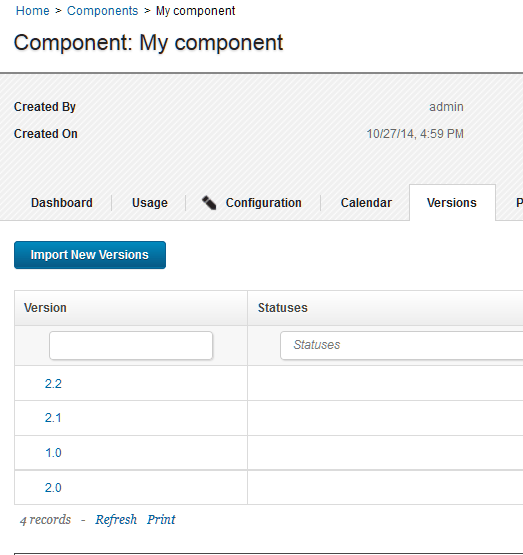 Home > Components > My component
Component: My component
Created By admin
Created On 10/27/14, 4:59 PM
Dashboard Usage Configuration Calendar Versions P
Import New Versions
Version Statuses
Statuses
2.2
2.1
1.0
2.0
4 records - Refresh Print